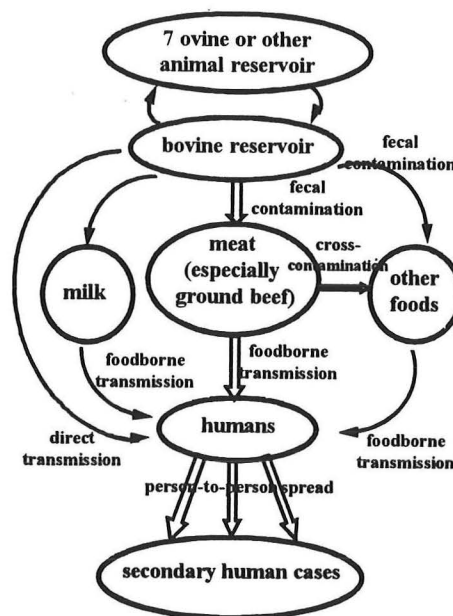 7 ovine or other
animal reservoir
bovine reservoir
fecal
contamination
fecal
contamination
meat
(especially
ground beef)
cross-
contamination
other
foods
milk
foodborne
transmission
foodborne
transmission
humans
direct
transmission
foodborne
transmission
person-to-person spread
secondary human cases